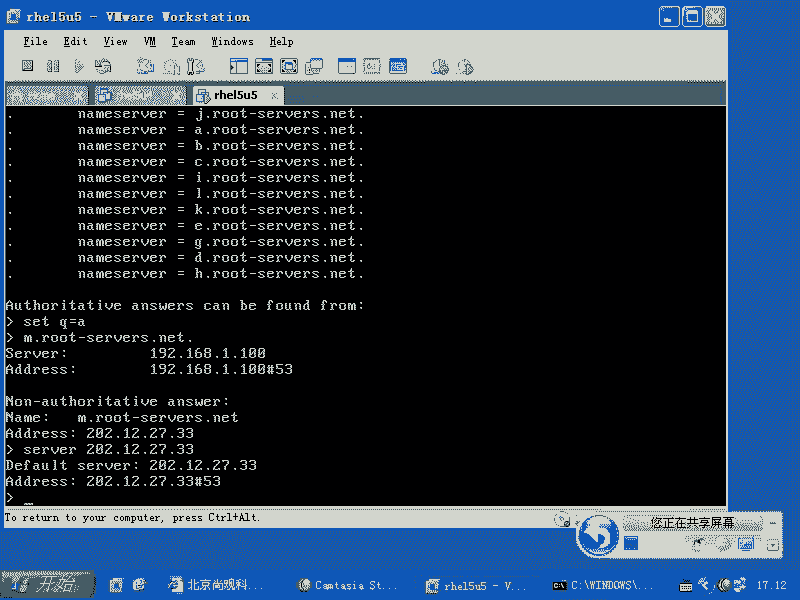 rhel5u5 - VMware Workstation
File Edit View VM Team Windows Help
rhel5u5
. nameserver = j.root-servers.net.
. nameserver = a.root-servers.net.
. nameserver = b.root-servers.net.
. nameserver = c.root-servers.net.
. nameserver = i.root-servers.net.
. nameserver = l.root-servers.net.
. nameserver = k.root-servers.net.
. nameserver = e.root-servers.net.
. nameserver = g.root-servers.net.
. nameserver = d.root-servers.net.
. nameserver = h.root-servers.net.
Authoritative answers can be found from:
> set q=a
> m.root-servers.net.
Server: 192.168.1.100
Address: 192.168.1.100#53
Non-authoritative answer:
Name: m.root-servers.net
Address: 202.12.27.33
> server 202.12.27.33
Default server: 202.12.27.33
Address: 202.12.27.33#53
> _
To return to your computer, press Ctrl+Alt.
您正在共享屏幕
开始 北京尚观科... Camtasia St... rhel5u5 - V... C:\WINDOWS\... 17.12